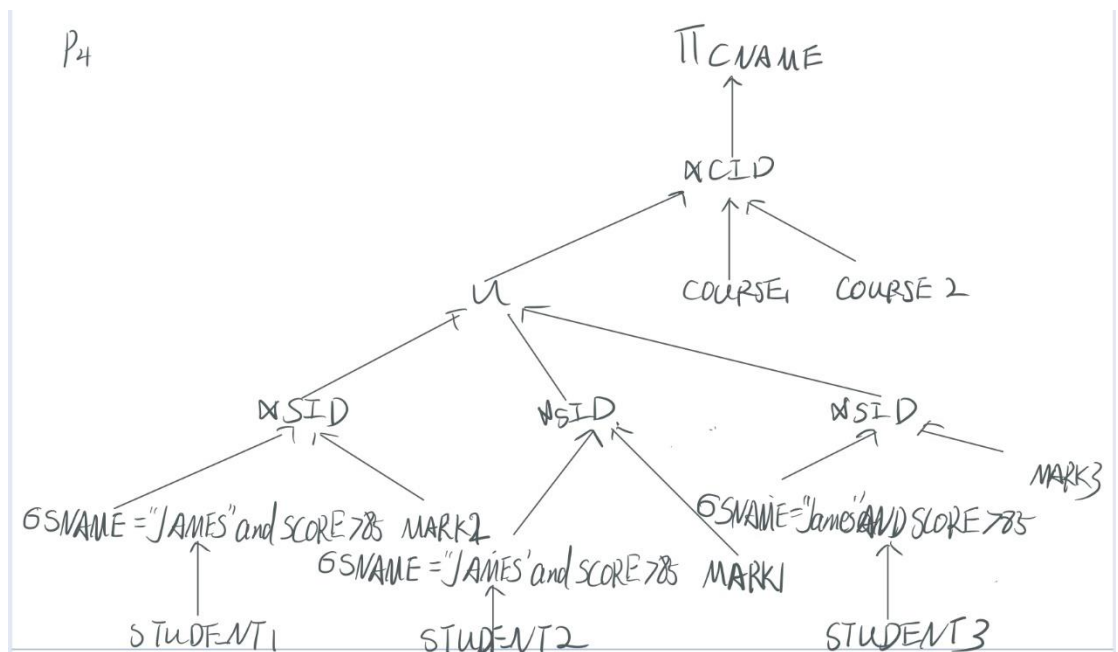 P4
ΠCNAME
⋈CID
U
COURSE1
COURSE 2
⋈SID
⋈SID
⋈SID
MARK3
σSNAME="JAMES" and SCORE>85
MARK2
σSNAME="JAMES" and SCORE>85
MARK1
σSNAME="James" AND SCORE>85
STUDENT1
STUDENT2
STUDENT3